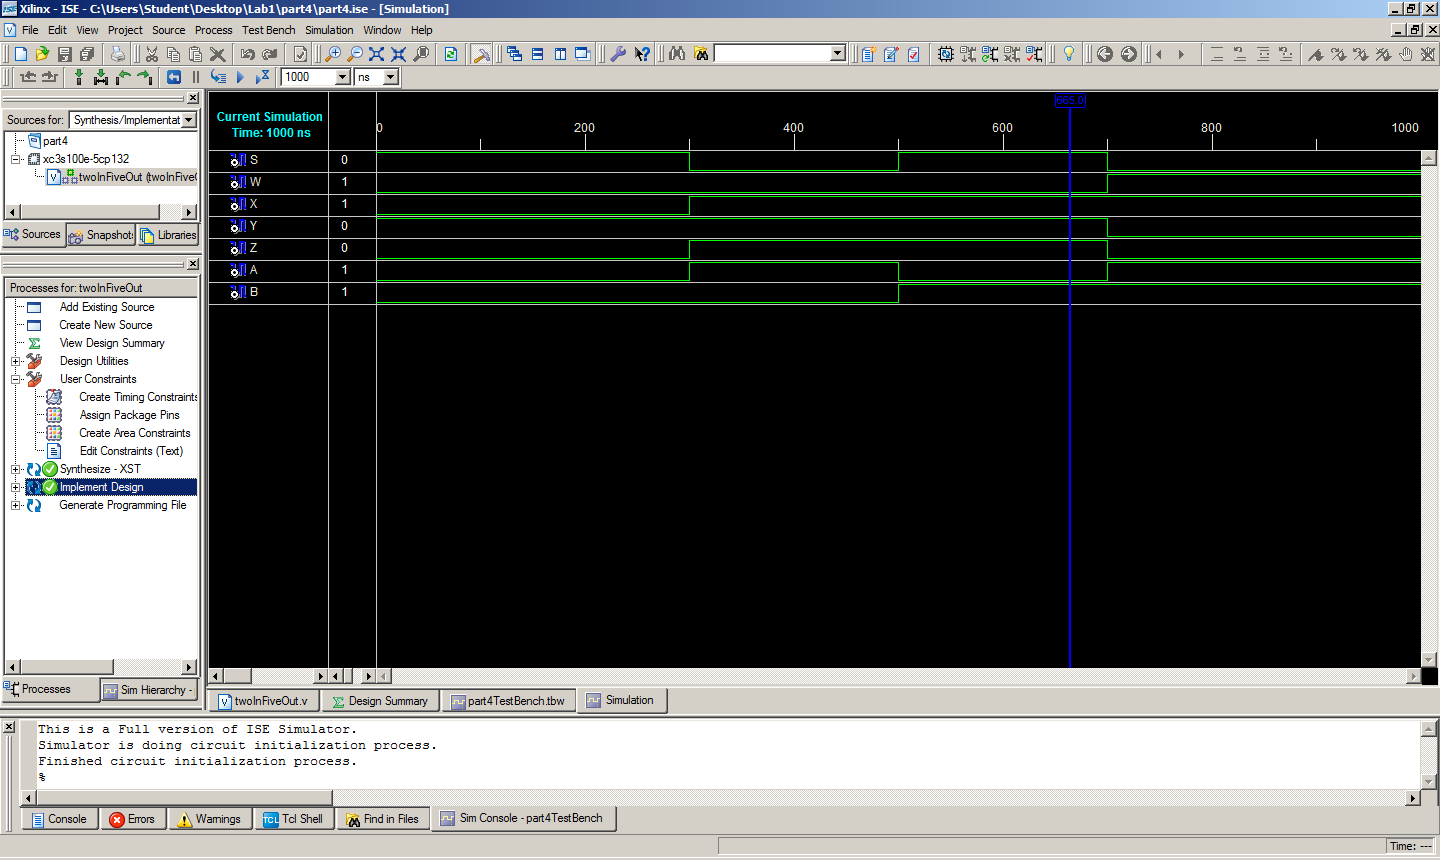 Xilinx - ISE - C:\Users\Student\Desktop\Lab1\part4\part4.ise - [Simulation]
File Edit View Project Source Process Test Bench Simulation Window Help
1000 ns
Sources for: Synthesis/Implementat
part4
xc3s100e-5cp132
twoInFiveOut (twoInFiveO
Sources Snapshots Libraries
Processes for: twoInFiveOut
Add Existing Source
Create New Source
View Design Summary
Design Utilities
User Constraints
Create Timing Constraints
Assign Package Pins
Create Area Constraints
Edit Constraints (Text)
Synthesize - XST
Implement Design
Generate Programming File
Processes Sim Hierarchy -
665.0
Current Simulation
Time: 1000 ns
0 200 400 600 800 1000
S 0
W 1
X 1
Y 0
Z 0
A 1
B 1
twoInFiveOut.v Design Summary part4TestBench.tbw Simulation
This is a Full version of ISE Simulator.
Simulator is doing circuit initialization process.
Finished circuit initialization process.
%
Console Errors Warnings TCL Tcl Shell Find in Files Sim Console - part4TestBench
Time: ---